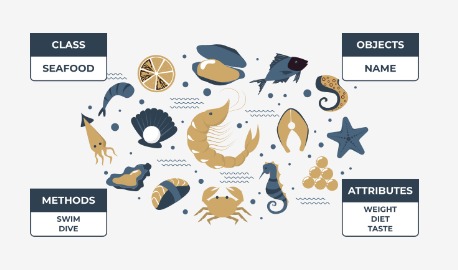 CLASS
SEAFOOD
OBJECTS
NAME
METHODS
SWIM
DIVE
ATTRIBUTES
WEIGHT
DIET
TASTE